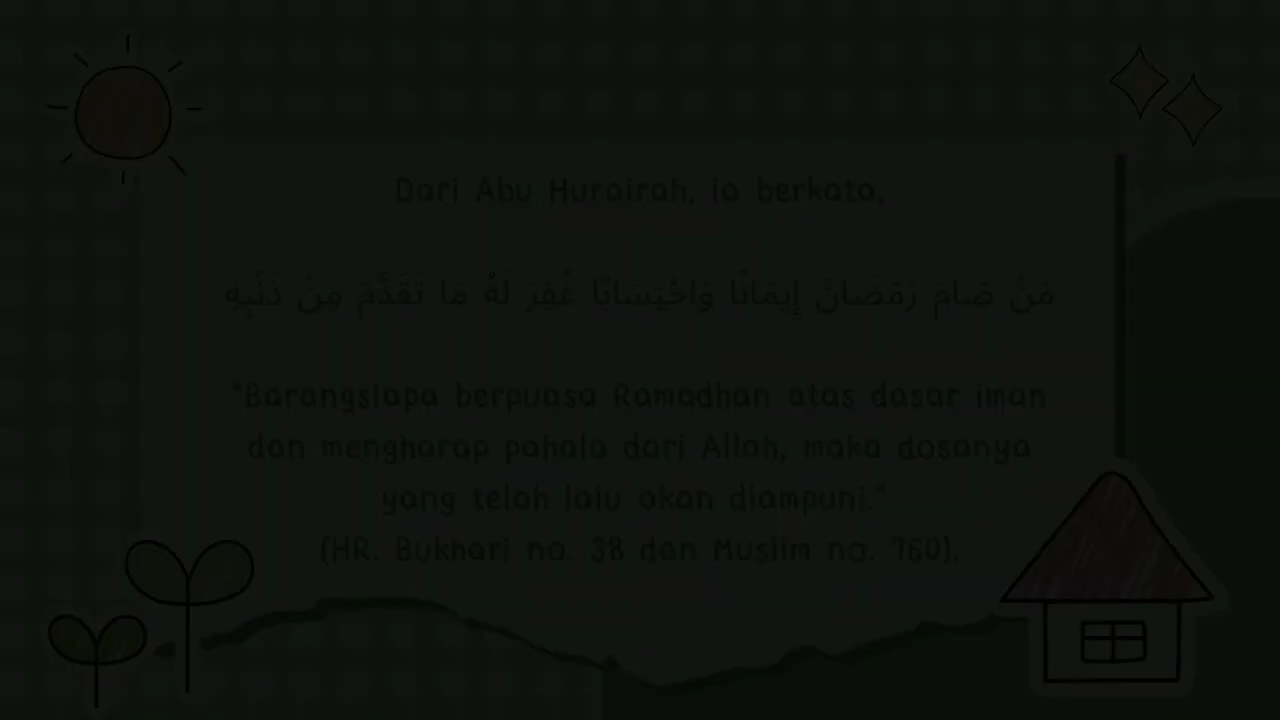 Dari Abu Hurairah, ia berkata,
مَنْ صَامَ رَمَضَانَ إِيمَانًا وَاحْتِسَابًا غُفِرَ لَهُ مَا تَقَدَّمَ مِنْ ذَنْبِهِ
"Barangsiapa berpuasa Ramadhan atas dasar iman
dan mengharap pahala dari Allah, maka dosanya
yang telah lalu akan diampuni."
(HR. Bukhari no. 38 dan Muslim no. 760).